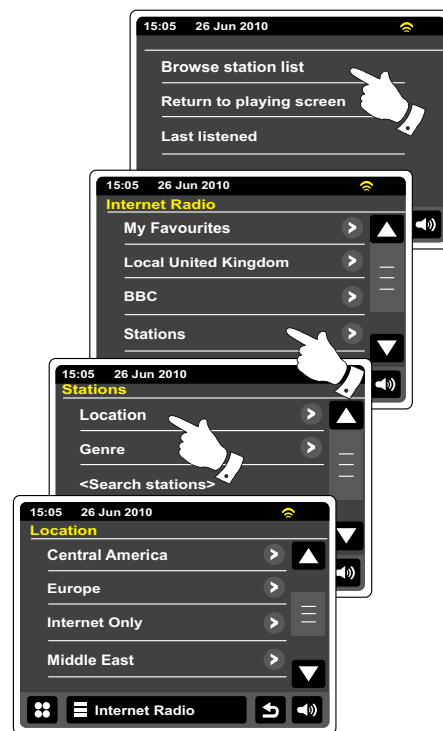 15:05 26 Jun 2010
Browse station list
Return to playing screen
Last listened
15:05 26 Jun 2010
Internet Radio
My Favourites
Local United Kingdom
BBC
Stations
15:05 26 Jun 2010
Stations
Location
Genre
<Search stations>
15:05 26 Jun 2010
Location
Central America
Europe
Internet Only
Middle East
Internet Radio